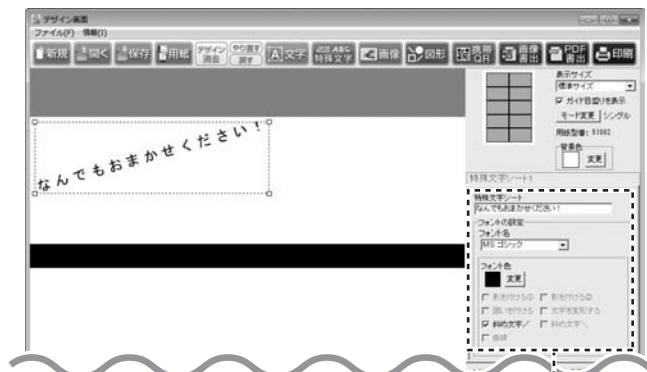 デザイン画面
ファイル(F) 情報(I)
新規 開く 保存 用紙 デザイン消去 やり直す 戻す A文字 ABC特殊文字 画像 図形 携帯QR 画像書出 PDF書出 印刷
表示サイズ
標準サイズ
ガイド目盛りを表示
モード変更 シングル
用紙型番: 51002
背景色
変更
なんでもおまかせください!
特殊文字シート1
特殊文字シート
なんでもおまかせください!
フォントの設定
フォント名
MS ゴシック
フォント色
変更
影を付ける① 影を付ける②
囲いを付ける 文字を変形する
斜め文字／ 斜め文字＼
曲線